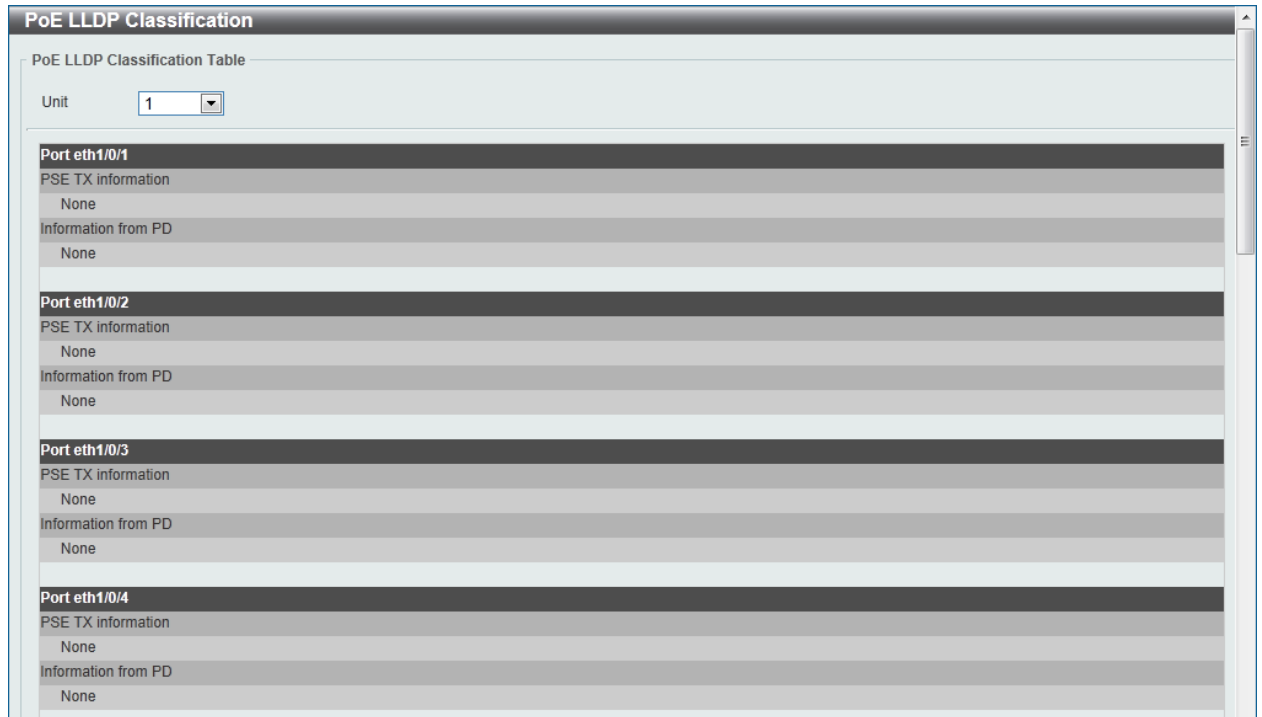 PoE LLDP Classification
PoE LLDP Classification Table
Unit 1
Port eth1/0/1
PSE TX information
None
Information from PD
None
Port eth1/0/2
PSE TX information
None
Information from PD
None
Port eth1/0/3
PSE TX information
None
Information from PD
None
Port eth1/0/4
PSE TX information
None
Information from PD
None